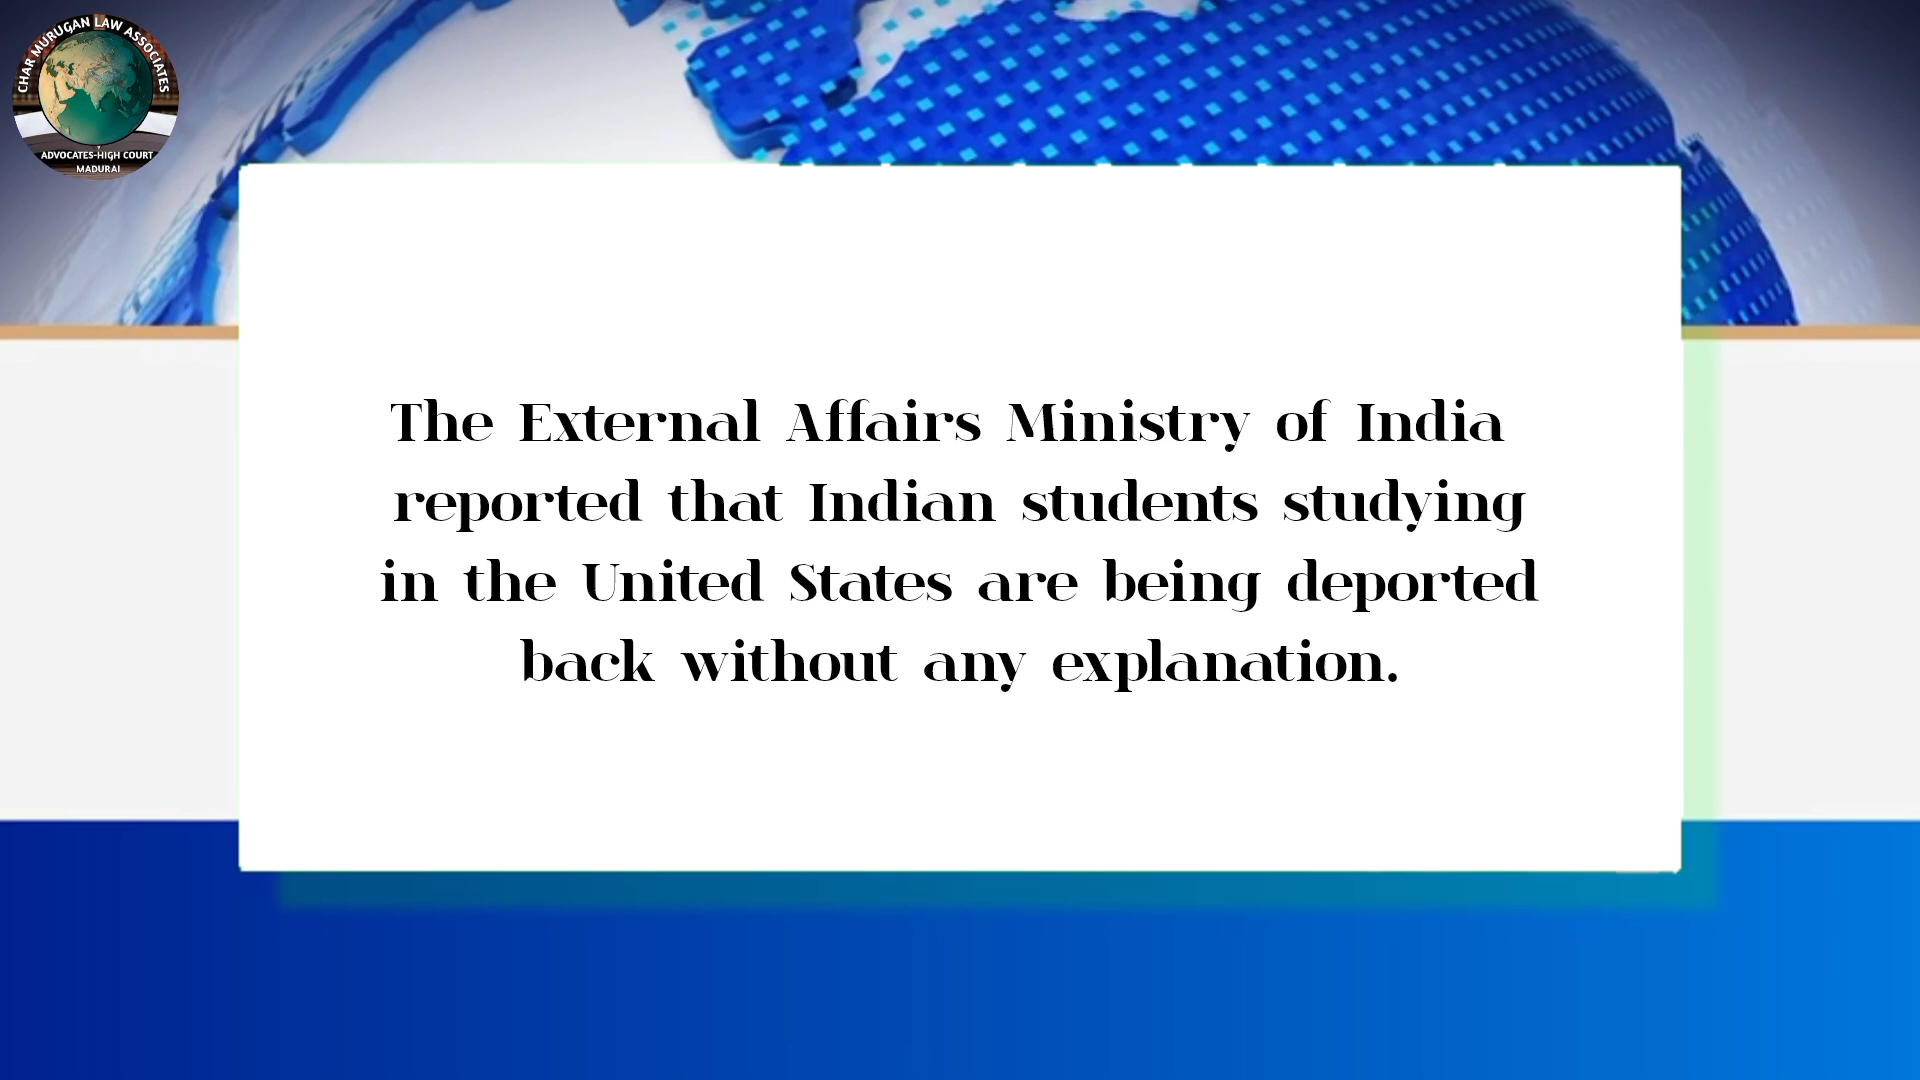 CHAR MURUGAN LAW ASSOCIATES
ADVOCATES-HIGH COURT
MADURAI
The External Affairs Ministry of India
reported that Indian students studying
in the United States are being deported
back without any explanation.